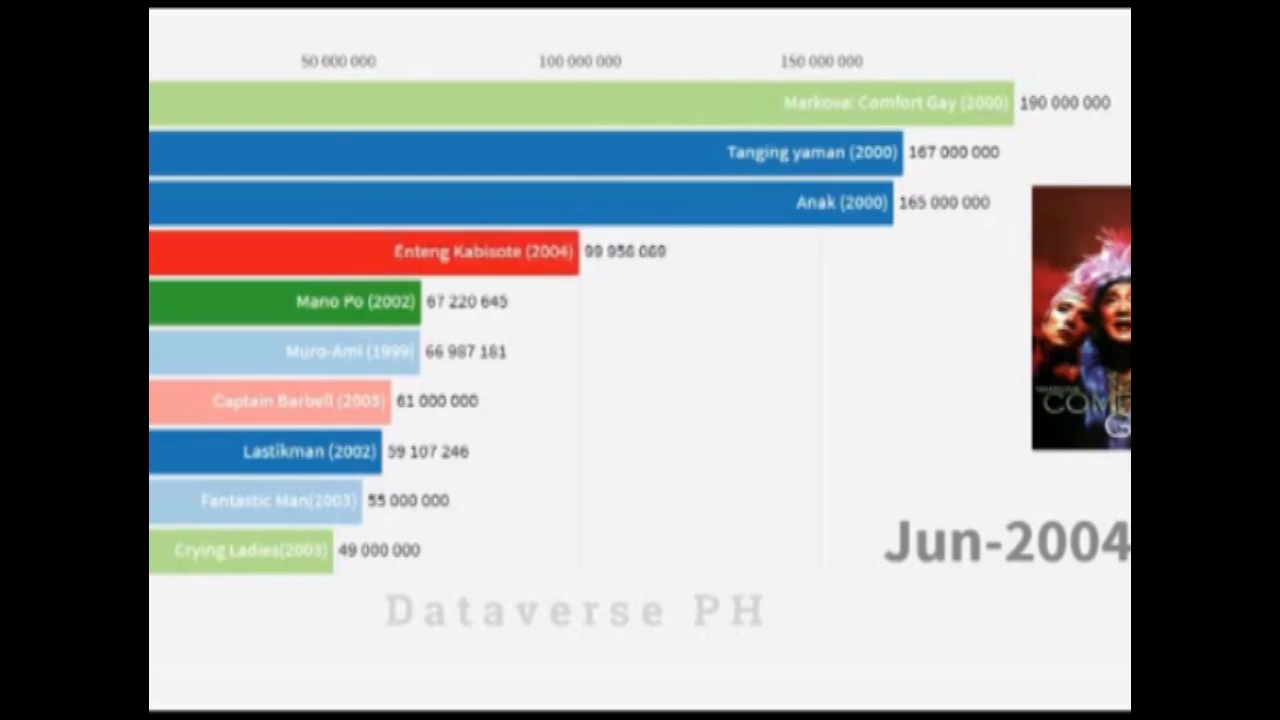 50 000 000 100 000 000 150 000 000
Markova: Comfort Gay (2000) 190 000 000
Tanging yaman (2000) 167 000 000
Anak (2000) 165 000 000
Enteng Kabisote (2004)
Mano Po (2002) 67 220 645
Muro-Ami (1999) 66 987 181
Captain Barbell (2003) 61 000 000
Lastikman (2002) 59 107 246
Fantastic Man(2003) 55 000 000
Crying Ladies(2003) 49 000 000
Jun-2004
Dataverse PH